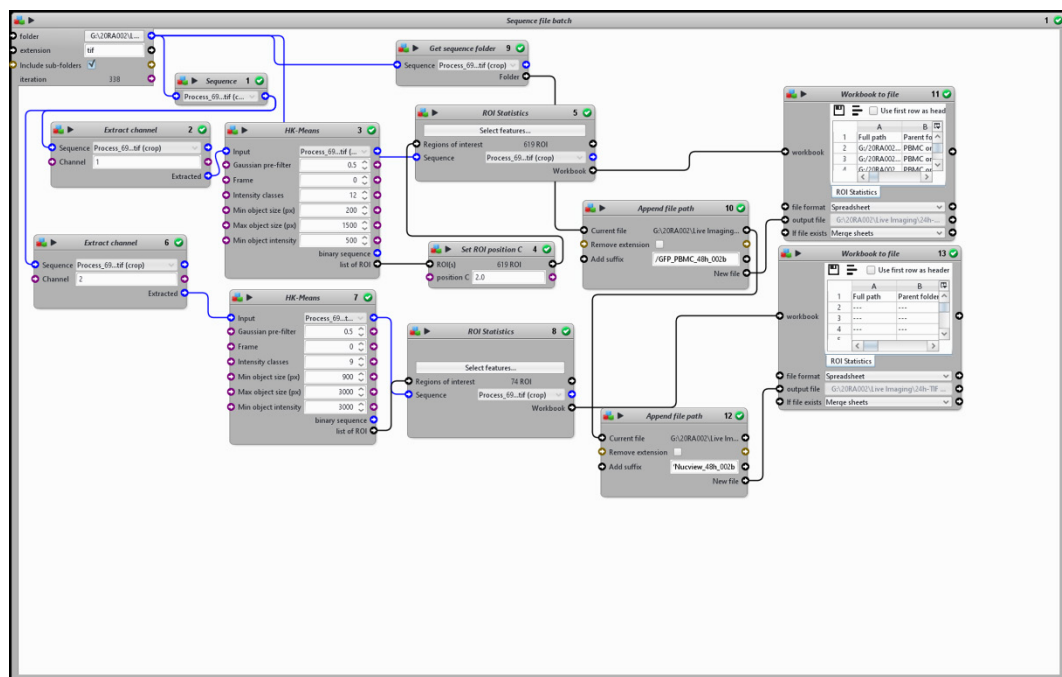 Sequence file batch 1
folder G:\20RA002\L...
extension tif
Include sub-folders
iteration 338
Sequence 1
Process_69...tif (c...
Get sequence folder 9
Sequence Process_69...tif (crop)
Folder
Extract channel 2
Sequence Process_69...tif (crop)
Channel 1
Extracted
HK-Means 3
Input Process_69...tif (...
Gaussian pre-filter 0.5
Frame 0
Intensity classes 12
Min object size (px) 200
Max object size (px) 1500
Min object intensity 500
binary sequence
list of ROI
ROI Statistics 5
Select features...
Regions of interest 619 ROI
Sequence Process_69...tif (crop)
Workbook
Workbook to file 11
Use first row as head
A B
1 Full path Parent fo
2 G:/20RA002... PBMC or
3 G:/20RA002... PBMC or
4 G:/20RA002 PBMC or
workbook
ROI Statistics
file format Spreadsheet
output file G:\20RA002\Live Imaging\24h-...
If file exists Merge sheets
Append file path 10
Current file G:\20RA002\Live Imaging...
Remove extension
Add suffix /GFP_PBMC_48h_002b
New file
Set ROI position C 4
ROI(s) 619 ROI
position C 2.0
Extract channel 6
Sequence Process_69...tif (crop)
Channel 2
Extracted
HK-Means 7
Input Process_69...t...
Gaussian pre-filter 0.5
Frame 0
Intensity classes 9
Min object size (px) 900
Max object size (px) 3000
Min object intensity 3000
binary sequence
list of ROI
ROI Statistics 8
Select features...
Regions of interest 74 ROI
Sequence Process_69...tif (crop)
Workbook
Workbook to file 13
Use first row as header
A B
1 Full path Parent folder
2 --- ---
3 --- ---
4 --- ---
workbook
ROI Statistics
file format Spreadsheet
output file G:\20RA002\Live Imaging\24h-TIF ...
If file exists Merge sheets
Append file path 12
Current file G:\20RA002\Live Im...
Remove extension
Add suffix 'Nucview_48h_002b
New file